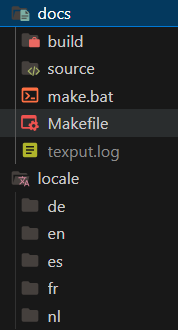 docs
build
source
make.bat
Makefile
texput.log
locale
de
en
es
fr
nl